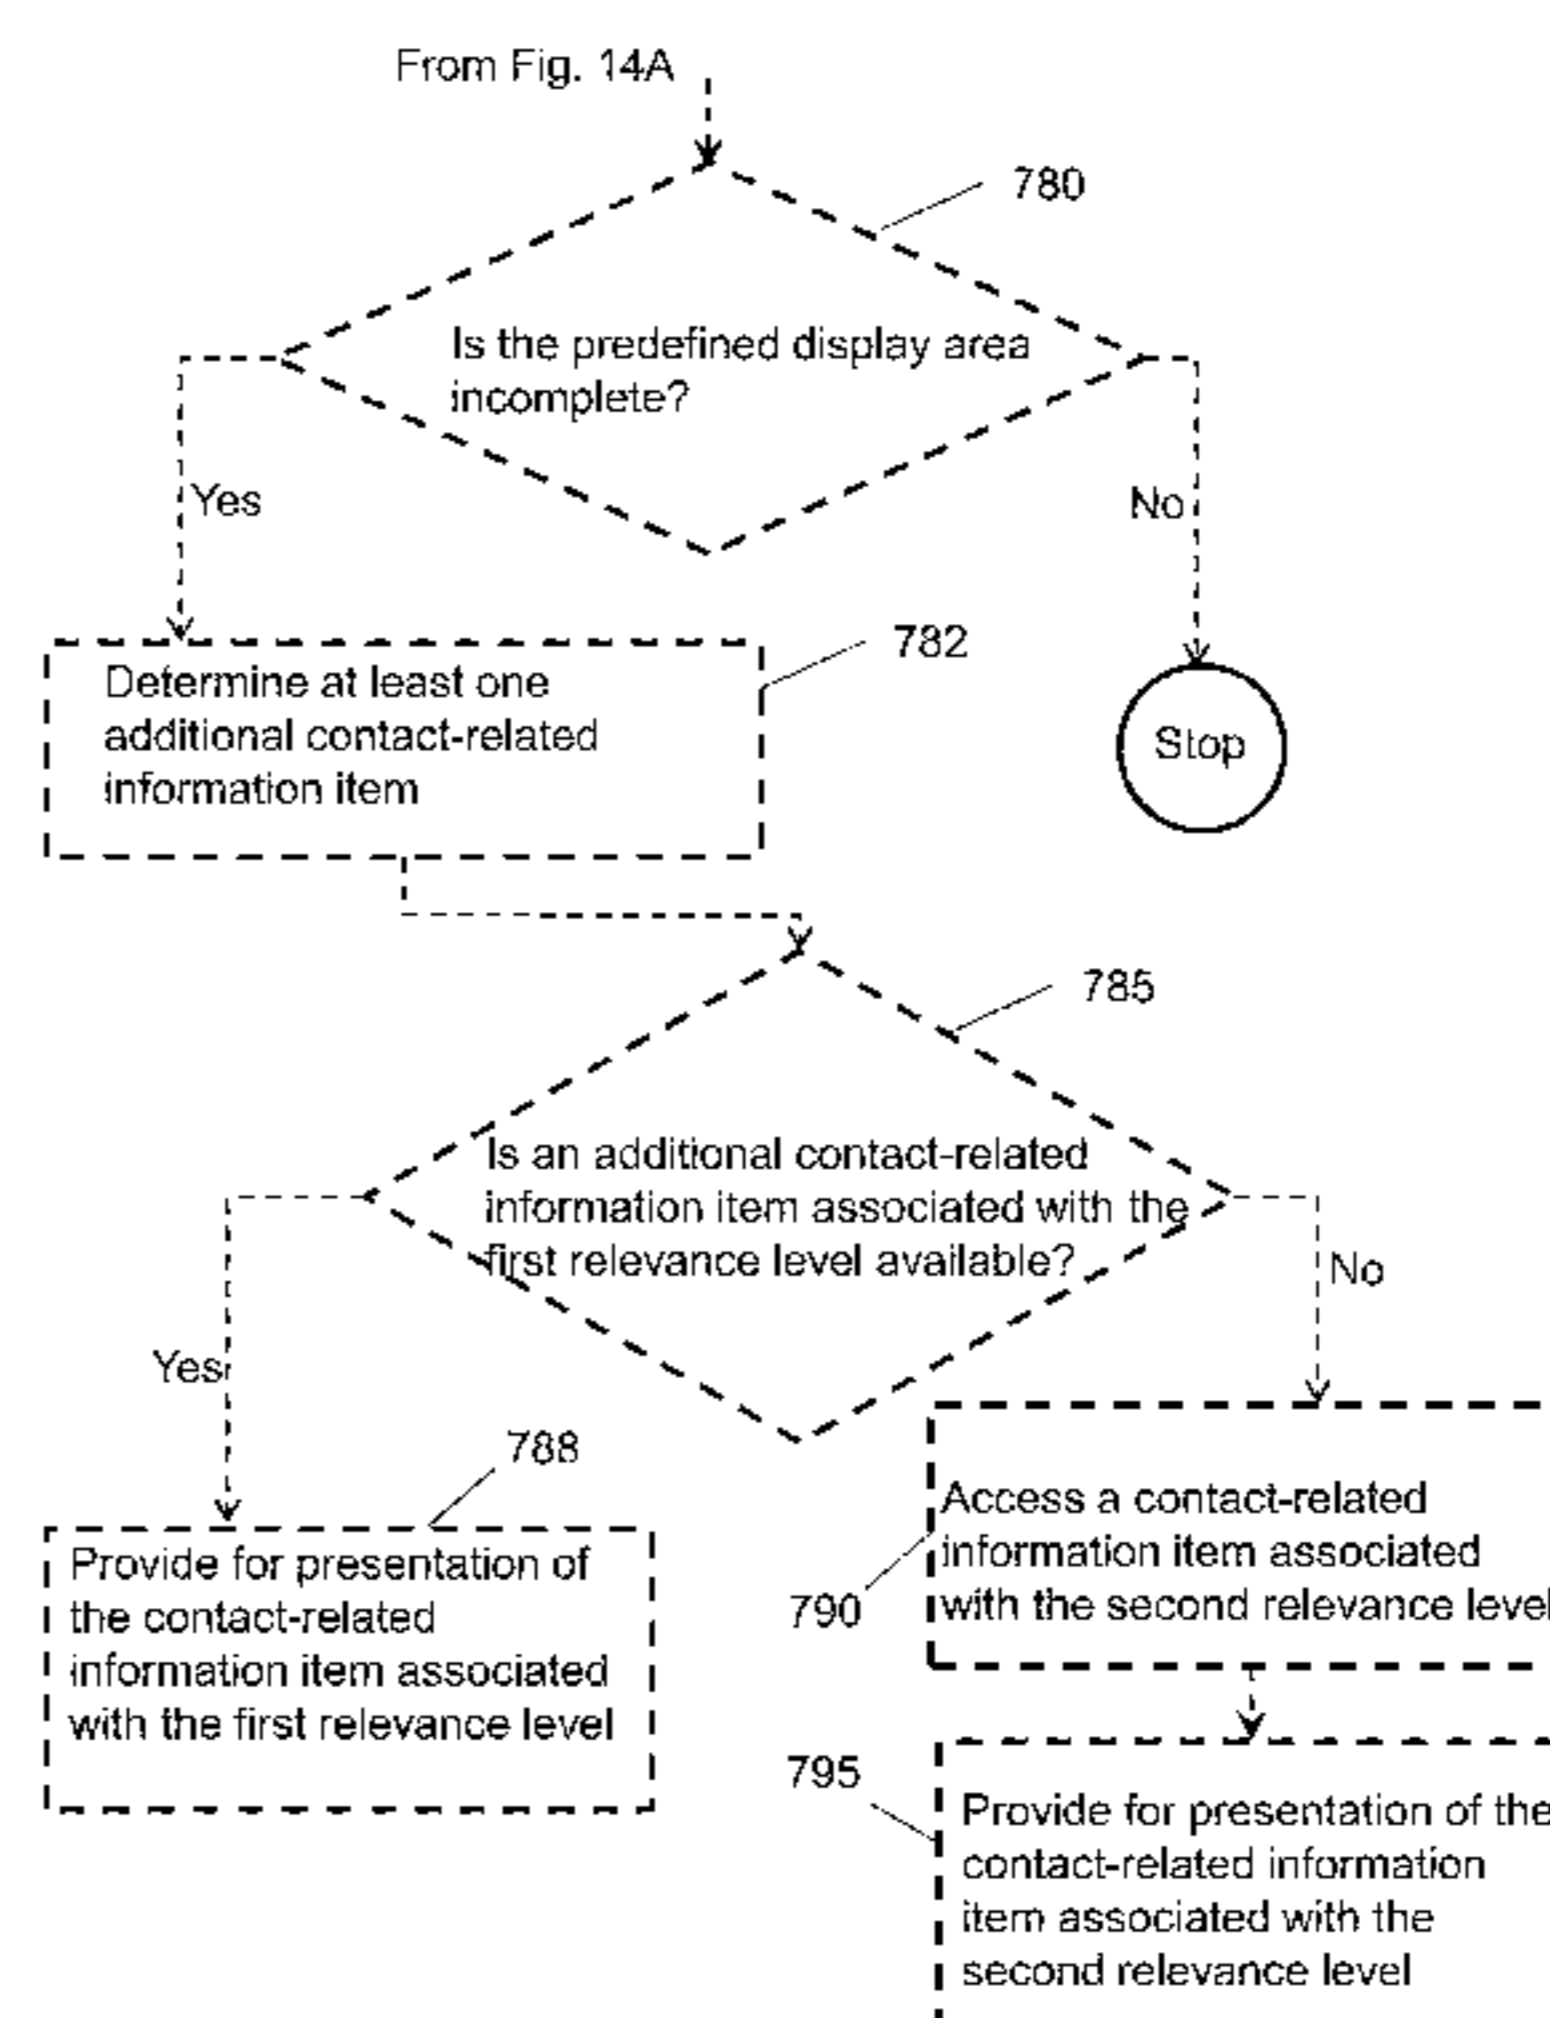 From Fig. 14A
780
Is the predefined display area
incomplete?
Yes
No
782
Determine at least one
additional contact-related
information item
Stop
785
Is an additional contact-related
information item associated with the
first relevance level available?
No
Yes
788
Provide for presentation of
the contact-related
information item associated
with the first relevance level
Access a contact-related
information item associated
with the second relevance level
790
795
Provide for presentation of the
contact-related information
item associated with the
second relevance level